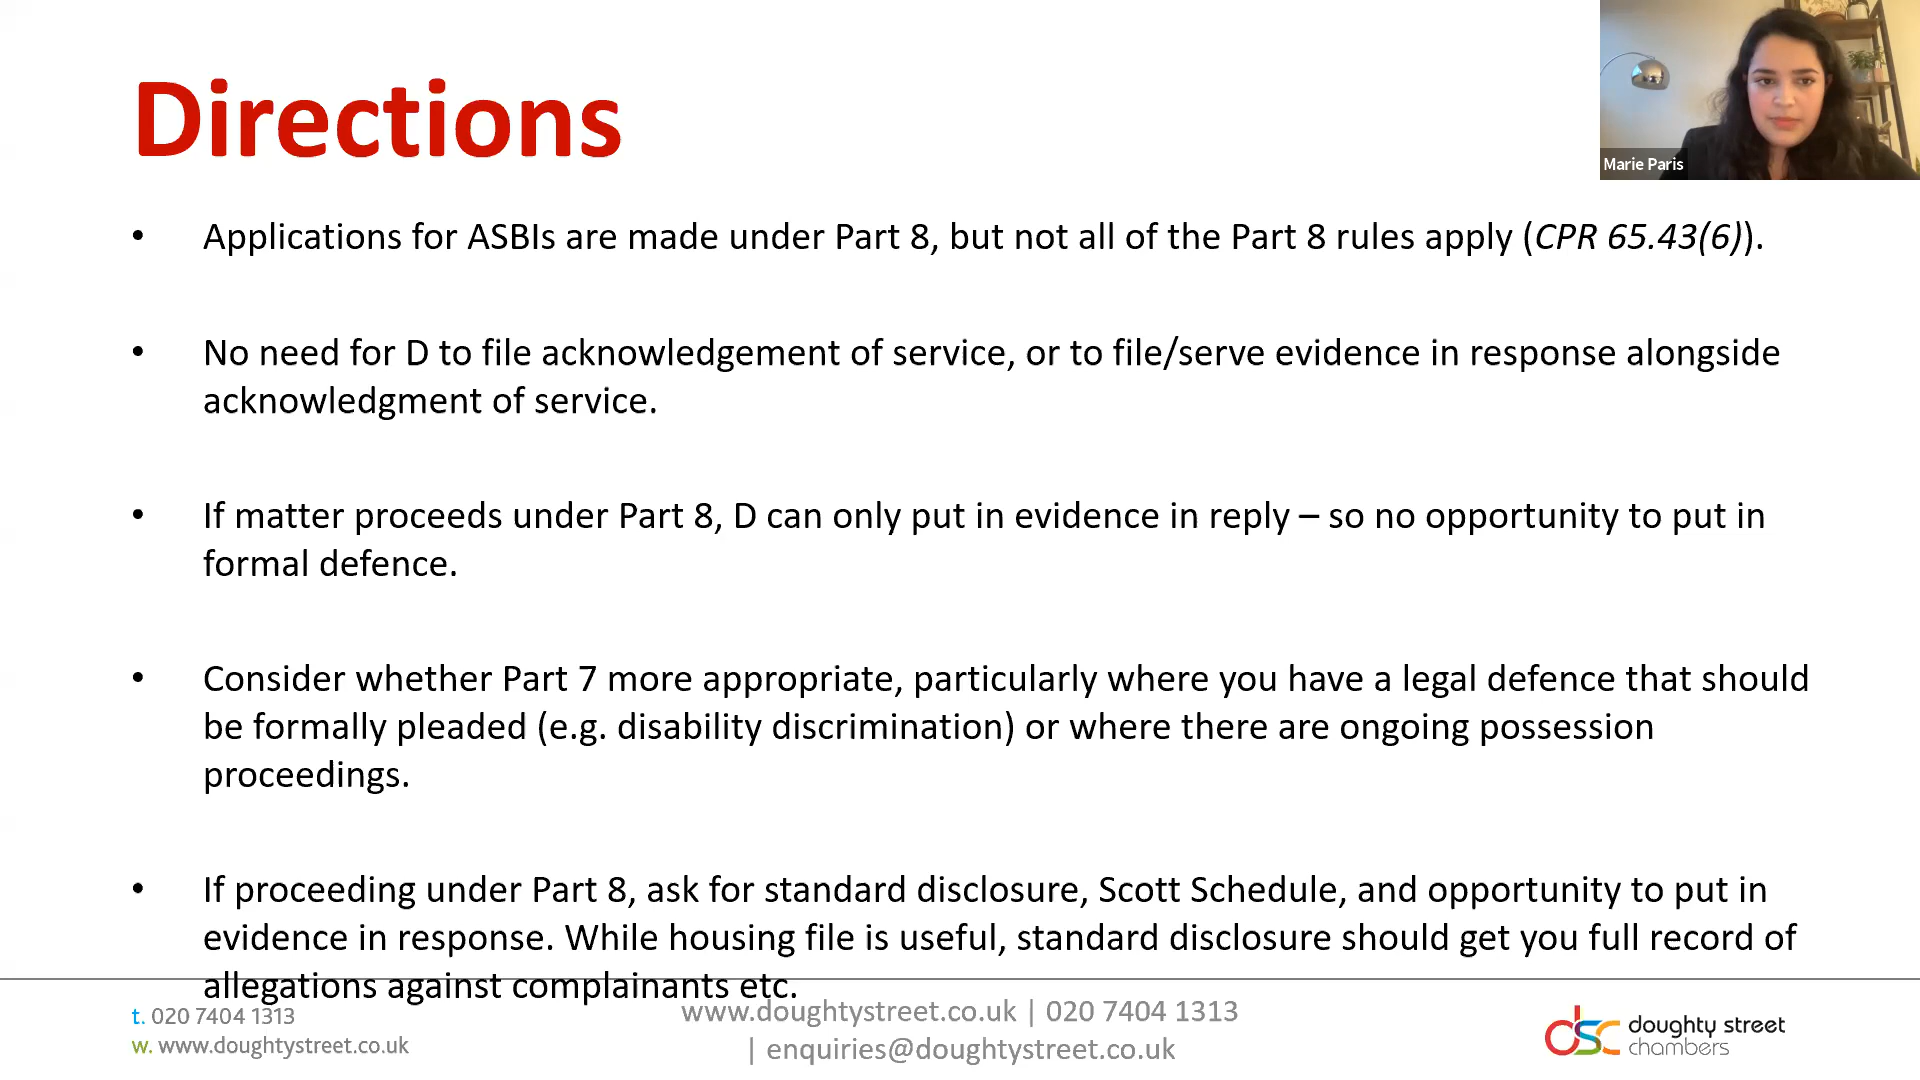 Directions
Marie Paris
• Applications for ASBIs are made under Part 8, but not all of the Part 8 rules apply (CPR 65.43(6)).
• No need for D to file acknowledgement of service, or to file/serve evidence in response alongside
acknowledgment of service.
• If matter proceeds under Part 8, D can only put in evidence in reply – so no opportunity to put in
formal defence.
• Consider whether Part 7 more appropriate, particularly where you have a legal defence that should
be formally pleaded (e.g. disability discrimination) or where there are ongoing possession
proceedings.
• If proceeding under Part 8, ask for standard disclosure, Scott Schedule, and opportunity to put in
evidence in response. While housing file is useful, standard disclosure should get you full record of
allegations against complainants etc.
t. 020 7404 1313
w. www.doughtystreet.co.uk
www.doughtystreet.co.uk | 020 7404 1313
| enquiries@doughtystreet.co.uk
dsc doughty street
chambers